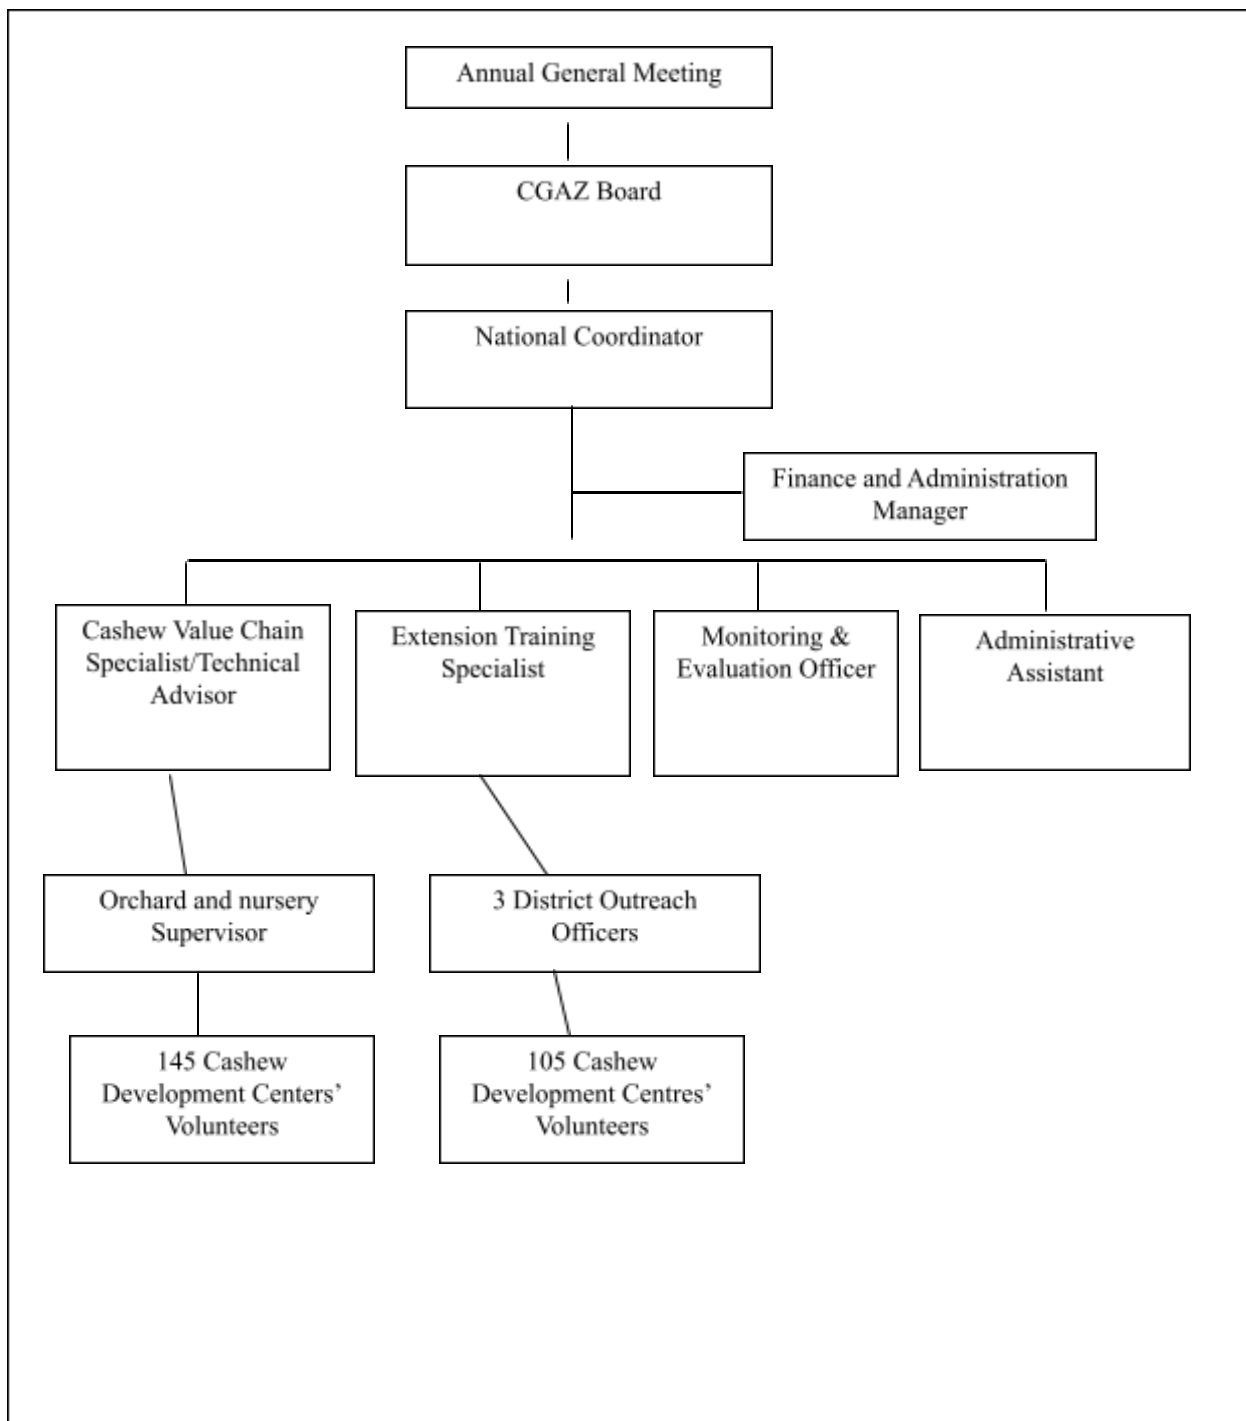 Annual General Meeting
CGAZ Board
National Coordinator
Finance and Administration
Manager
Cashew Value Chain
Specialist/Technical
Advisor
Extension Training
Specialist
Monitoring &
Evaluation Officer
Administrative
Assistant
Orchard and nursery
Supervisor
3 District Outreach
Officers
145 Cashew
Development Centers’
Volunteers
105 Cashew
Development Centres’
Volunteers